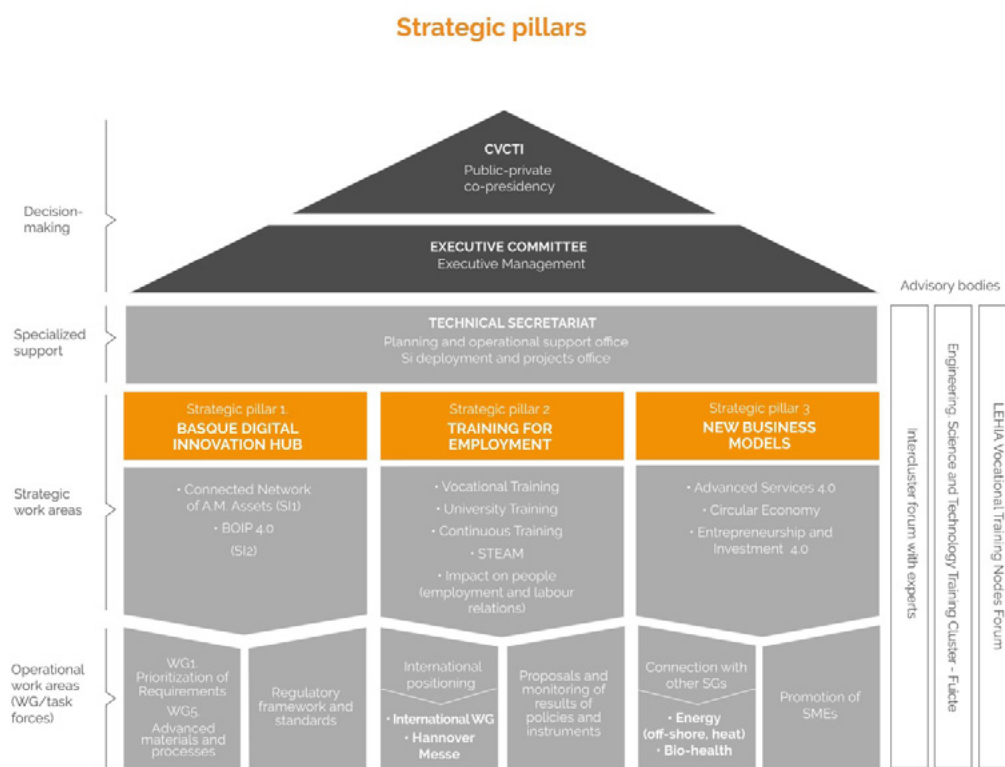 Strategic pillars
Decision-
making
CVCTI
Public-private
co-presidency
EXECUTIVE COMMITTEE
Executive Management
Advisory bodies
Specialized
support
TECHNICAL SECRETARIAT
Planning and operational support office
Si deployment and projects office
Strategic
work areas
Strategic pillar 1.
BASQUE DIGITAL
INNOVATION HUB
• Connected Network
of A.M. Assets (SI1)
• BOIP 4.0
(SI2)
Strategic pillar 2
TRAINING FOR
EMPLOYMENT
• Vocational Training
• University Training
• Continuous Training
• STEAM
• Impact on people
(employment and labour
relations)
Strategic pillar 3
NEW BUSINESS
MODELS
• Advanced Services 4.0
• Circular Economy
• Entrepreneurship and
Investment 4.0
Operational
work areas
(WG/task
forces)
WG1.
Prioritization of
Requirements
WG5.
Advanced
materials and
processes
Regulatory
framework and
standards
International
positioning
• International WG
• Hannover
Messe
Proposals and
monitoring of
results of
policies and
instruments
Connection with
other SGs
• Energy
(off-shore, heat)
• Bio-health
Promotion of
SMEs
Intercluster forum with experts
Engineering, Science and Technology Training Cluster - Fuicte
LEHIA Vocational Training Nodes Forum